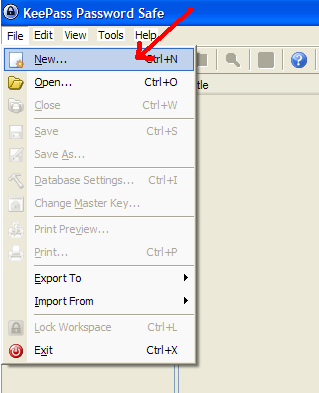 KeePass Password Safe
File Edit View Tools Help
New... Ctrl+N
Open... Ctrl+O
Close Ctrl+W
Save Ctrl+S
Save As...
Database Settings... Ctrl+I
Change Master Key...
Print Preview...
Print... Ctrl+P
Export To
Import From
Lock Workspace Ctrl+L
Exit Ctrl+X
tle